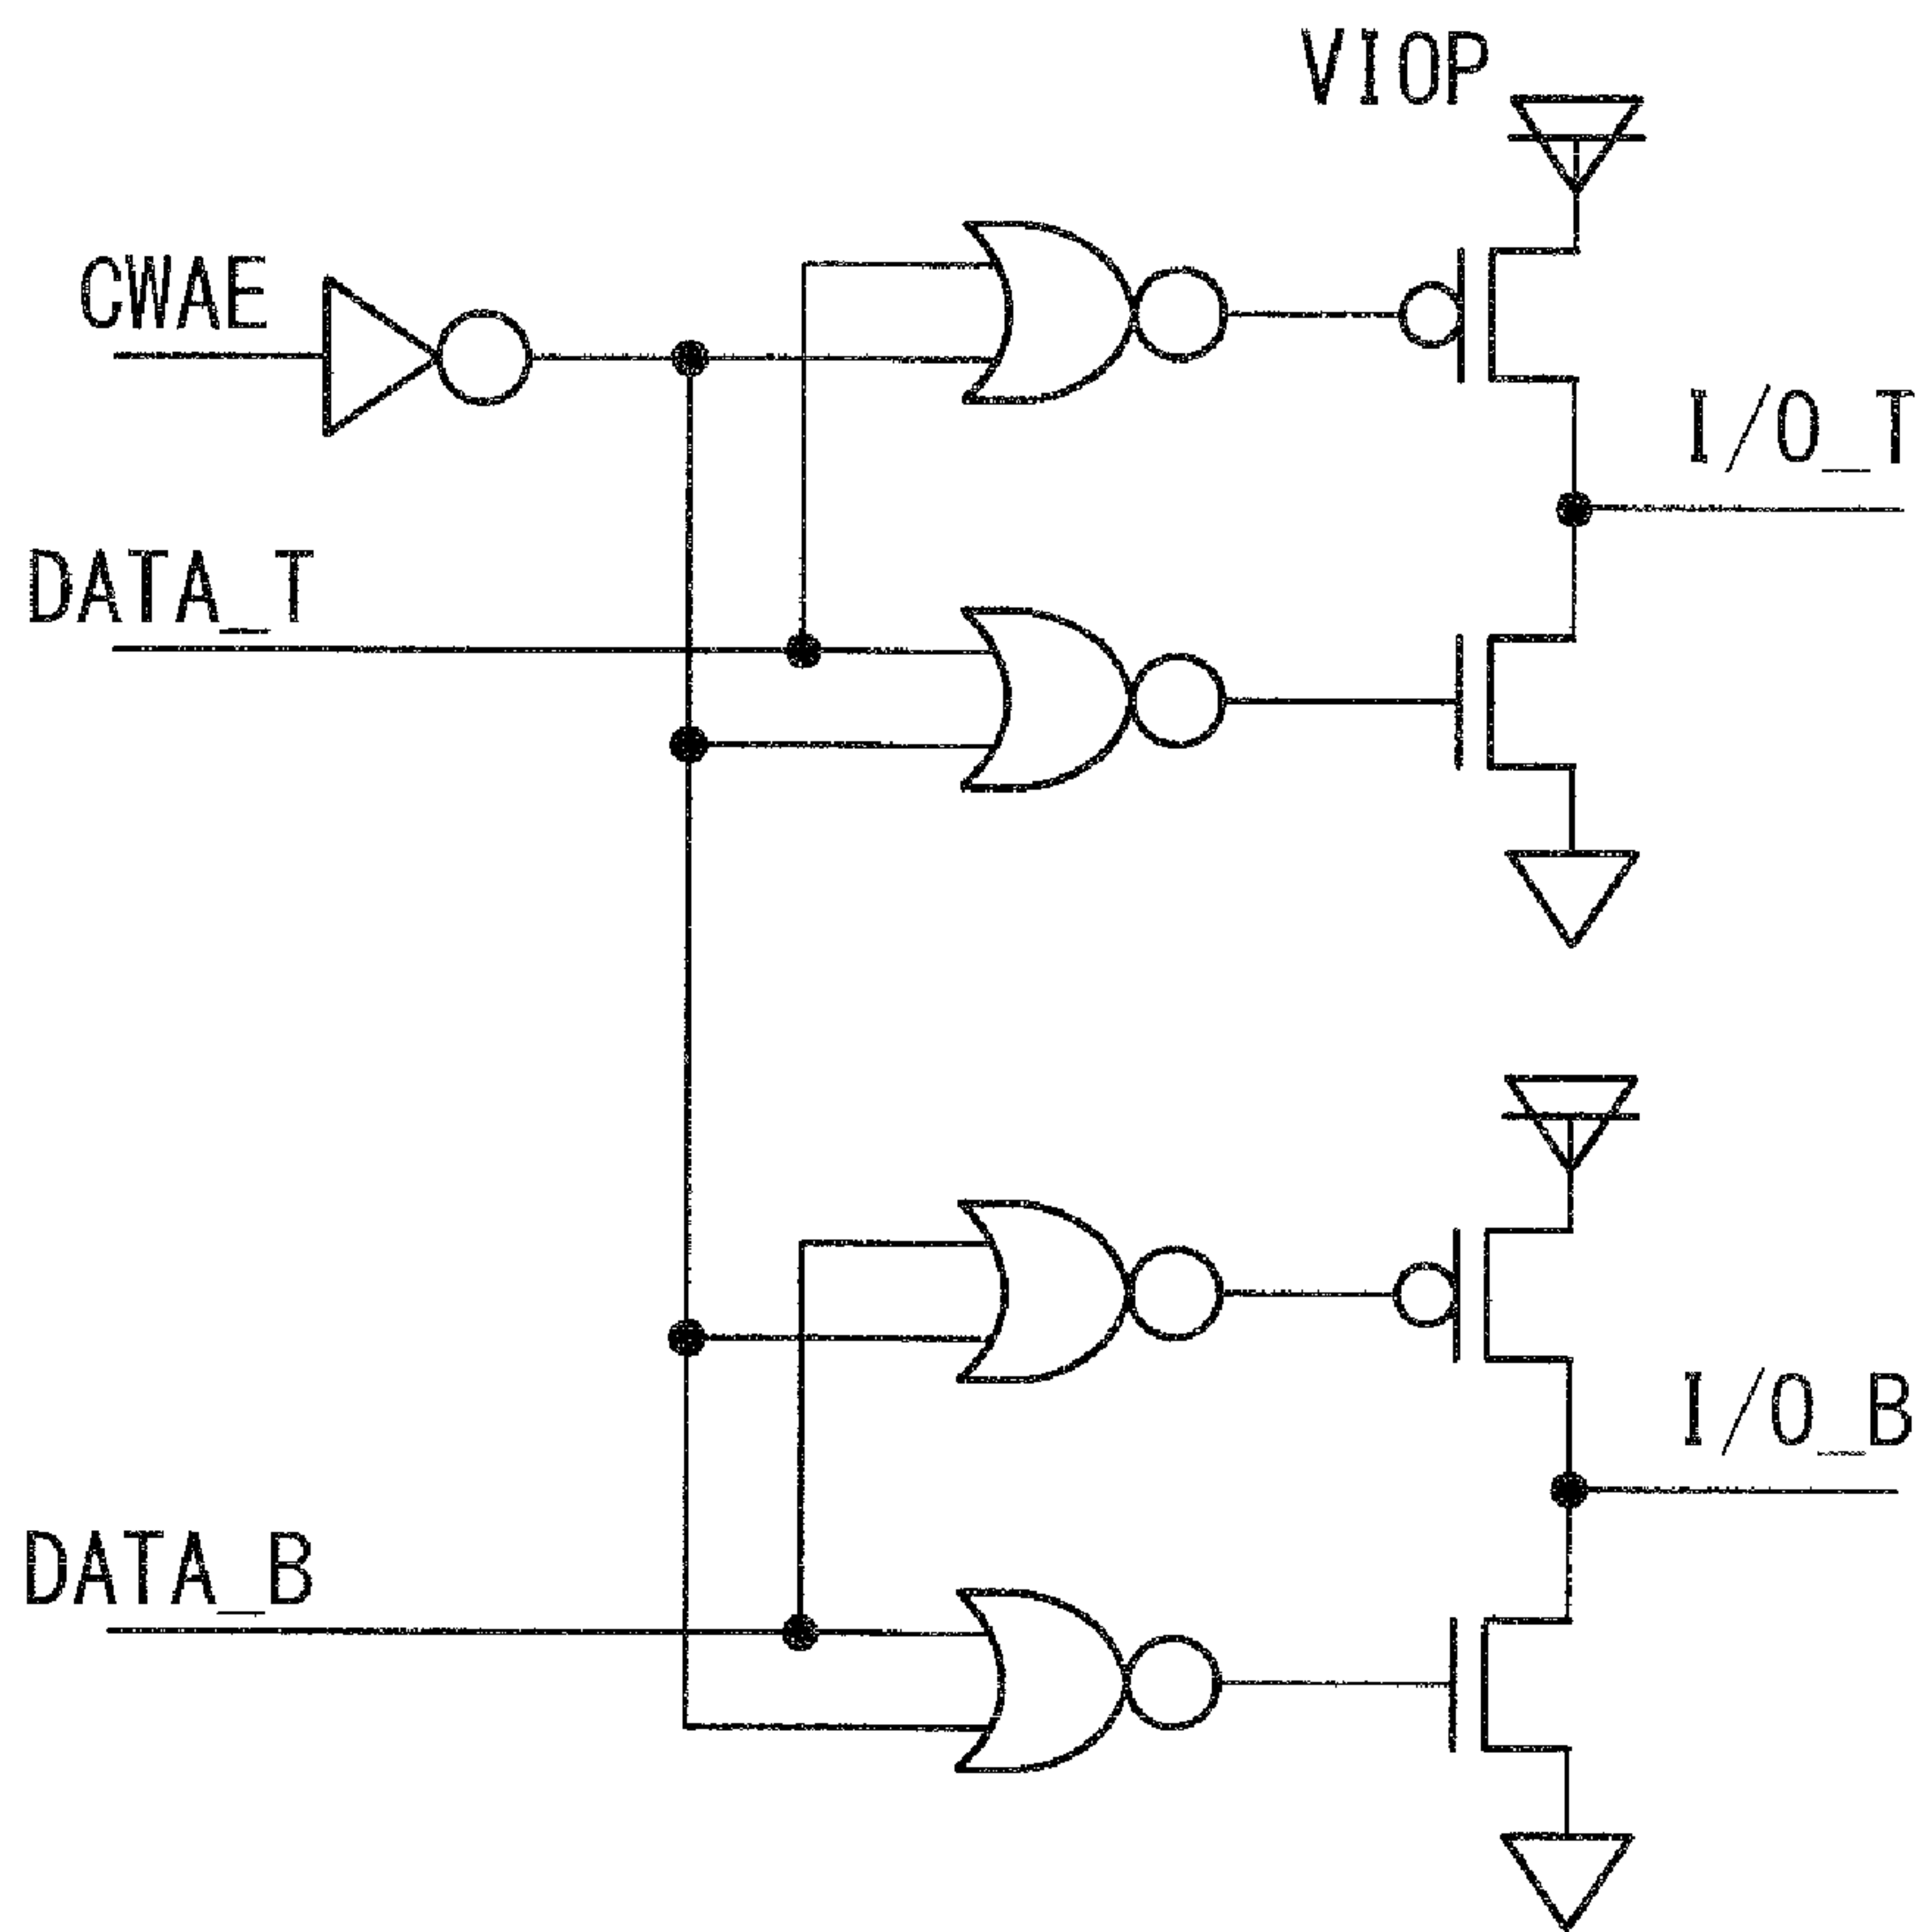 VIOP
CWAE
I/O_T
DATA_T
I/O_B
DATA_B